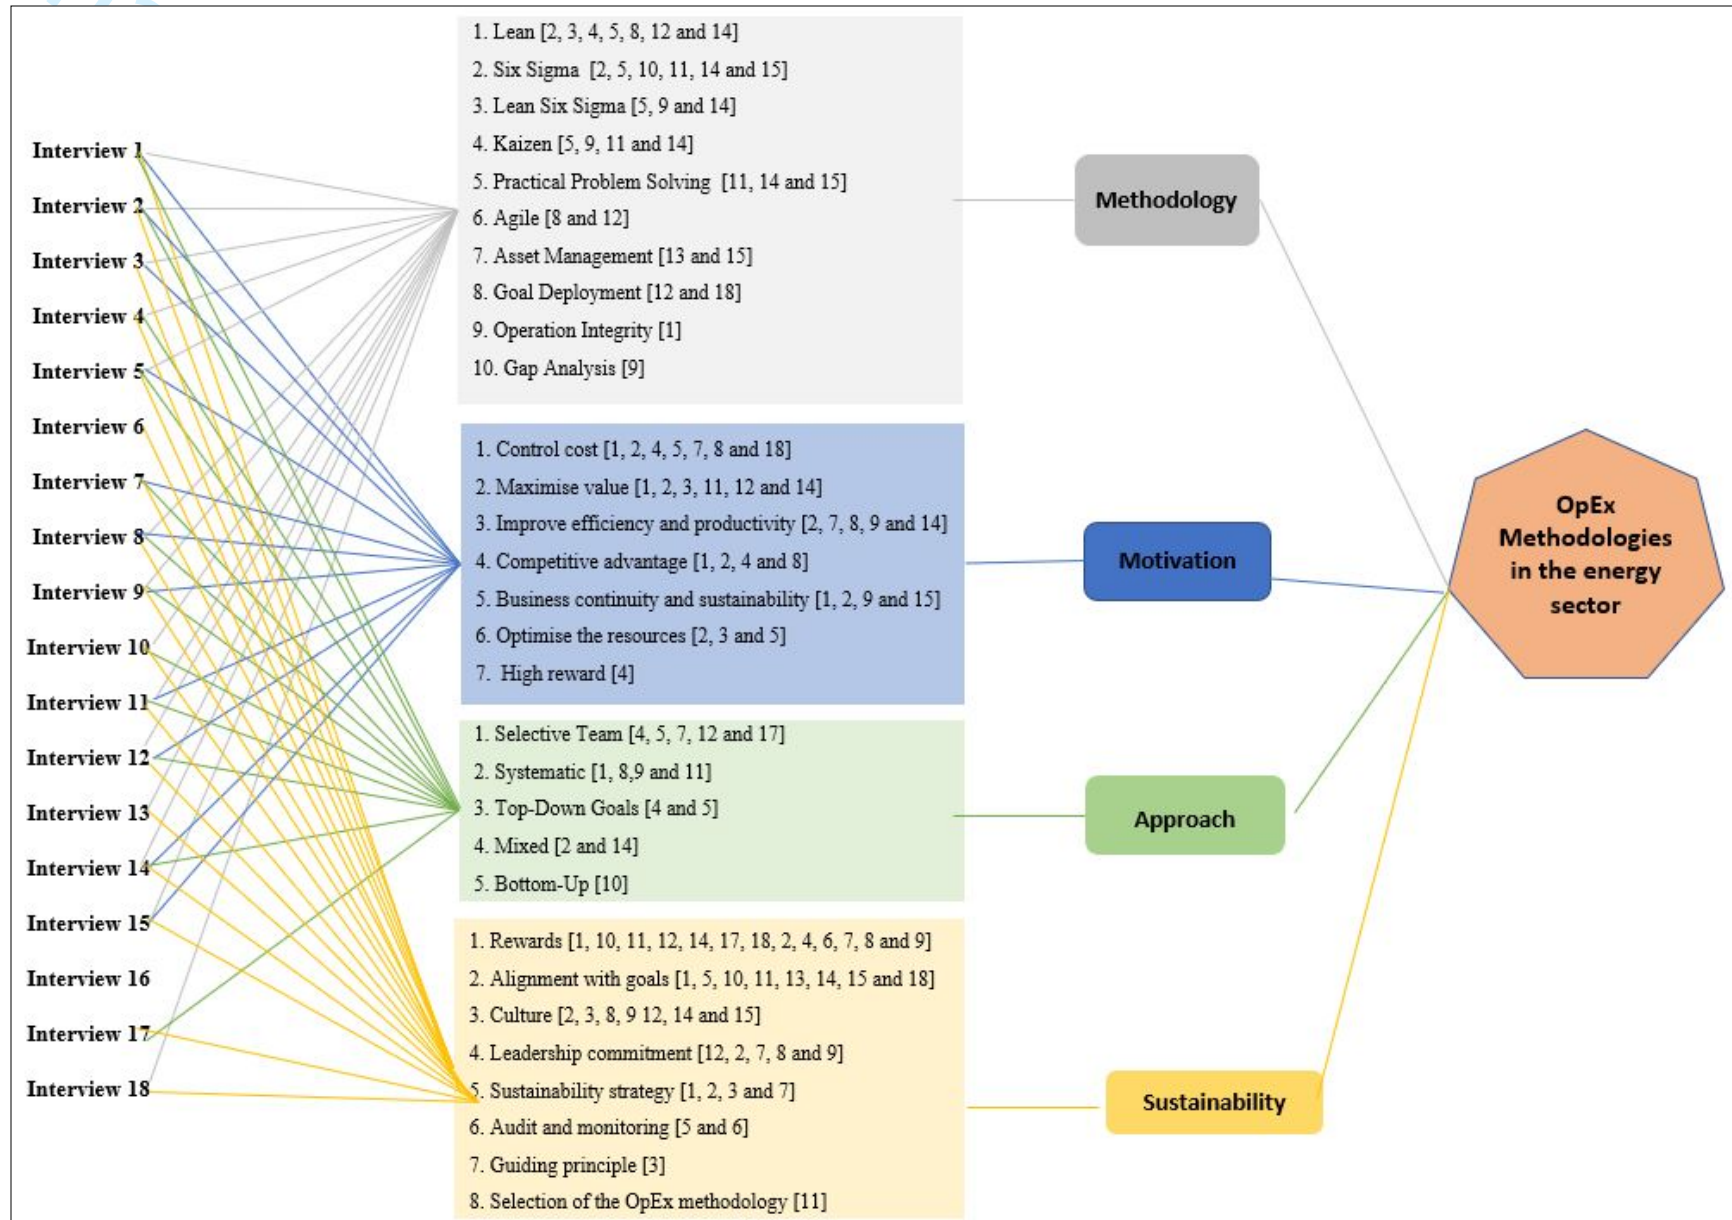 Interview 1
Interview 2
Interview 3
Interview 4
Interview 5
Interview 6
Interview 7
Interview 8
Interview 9
Interview 10
Interview 11
Interview 12
Interview 13
Interview 14
Interview 15
Interview 16
Interview 17
Interview 18
1. Lean [2, 3, 4, 5, 8, 12 and 14]
2. Six Sigma [2, 5, 10, 11, 14 and 15]
3. Lean Six Sigma [5, 9 and 14]
4. Kaizen [5, 9, 11 and 14]
5. Practical Problem Solving [11, 14 and 15]
6. Agile [8 and 12]
7. Asset Management [13 and 15]
8. Goal Deployment [12 and 18]
9. Operation Integrity [1]
10. Gap Analysis [9]
1. Control cost [1, 2, 4, 5, 7, 8 and 18]
2. Maximise value [1, 2, 3, 11, 12 and 14]
3. Improve efficiency and productivity [2, 7, 8, 9 and 14]
4. Competitive advantage [1, 2, 4 and 8]
5. Business continuity and sustainability [1, 2, 9 and 15]
6. Optimise the resources [2, 3 and 5]
7. High reward [4]
1. Selective Team [4, 5, 7, 12 and 17]
2. Systematic [1, 8,9 and 11]
3. Top-Down Goals [4 and 5]
4. Mixed [2 and 14]
5. Bottom-Up [10]
1. Rewards [1, 10, 11, 12, 14, 17, 18, 2, 4, 6, 7, 8 and 9]
2. Alignment with goals [1, 5, 10, 11, 13, 14, 15 and 18]
3. Culture [2, 3, 8, 9 12, 14 and 15]
4. Leadership commitment [12, 2, 7, 8 and 9]
5. Sustainability strategy [1, 2, 3 and 7]
6. Audit and monitoring [5 and 6]
7. Guiding principle [3]
8. Selection of the OpEx methodology [11]
Methodology
Motivation
Approach
Sustainability
OpEx
Methodologies
in the energy
sector